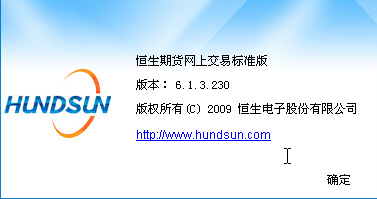 恒生期货网上交易标准版
版本： 6.1.3.230
HUNDSUN
版权所有(C) 2009 恒生电子股份有限公司
http://www.hundsun.com
确定